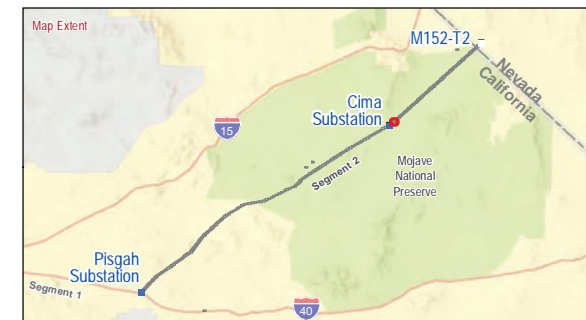 Map Extent
M152-T2
Nevada
California
Cima
Substation
15
Mojave
National
Preserve
Segment 2
Pisgah
Substation
Segment 1
40